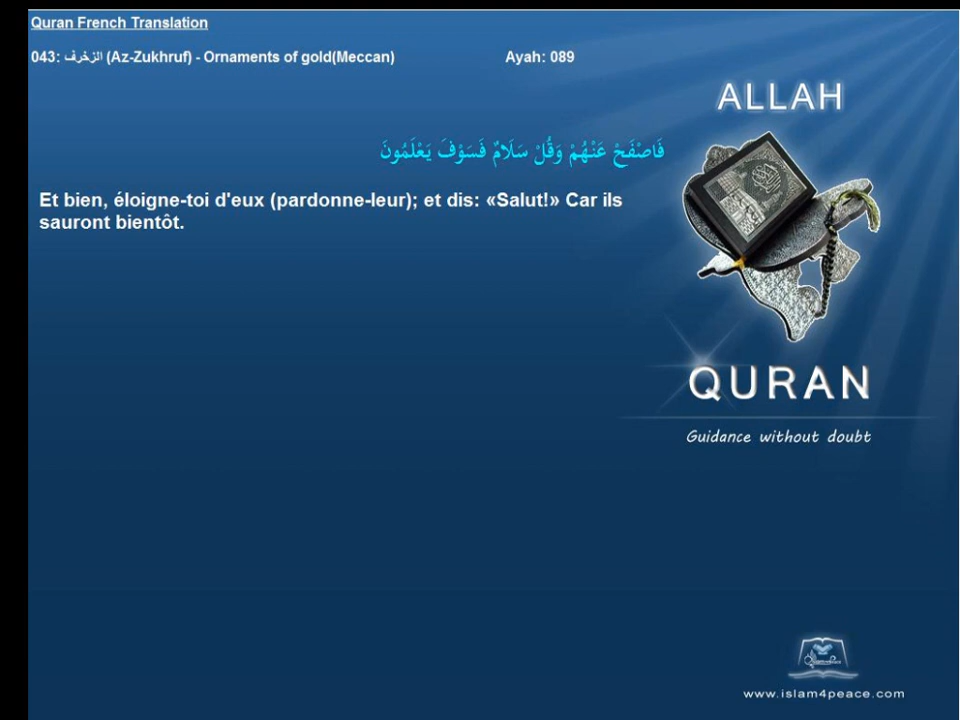 Quran French Translation
043: الزخرف (Az-Zukhruf) - Ornaments of gold(Meccan) Ayah: 089
ALLAH
فَاصْفَحْ عَنْهُمْ وَقُلْ سَلَامٌ فَسَوْفَ يَعْلَمُونَ
Et bien, éloigne-toi d'eux (pardonne-leur); et dis: «Salut!» Car ils
sauront bientôt.
QURAN
Guidance without doubt
www.islam4peace.com